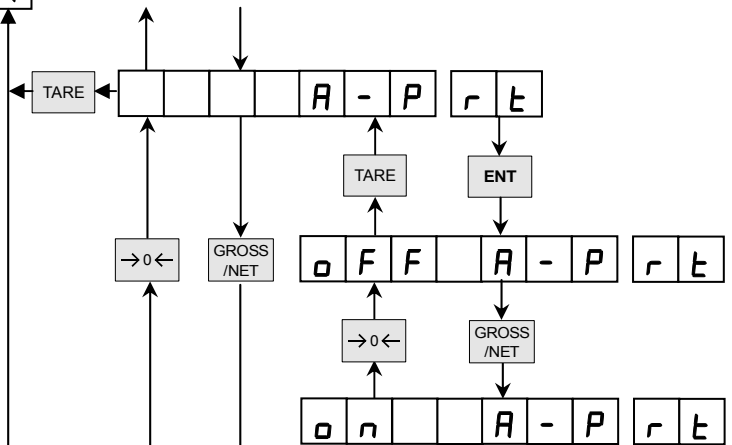 TARE A - P r t
TARE ENT
→0← GROSS /NET o F F A - P r t
→0← GROSS /NET
o n A - P r t